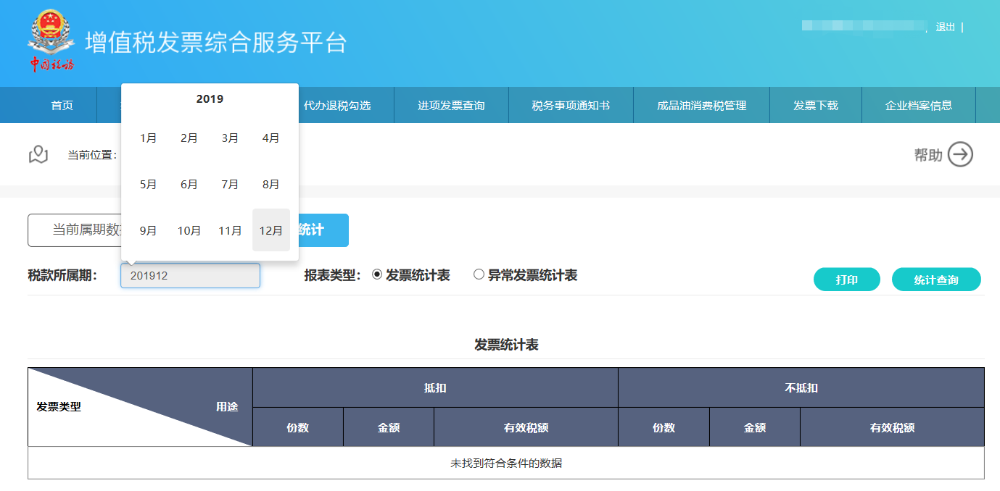 增值税发票综合服务平台
中国税务
退出 |
首页
代办退税勾选
进项发票查询
税务事项通知书
成品油消费税管理
发票下载
企业档案信息
2019
1月 2月 3月 4月
5月 6月 7月 8月
9月 10月 11月 12月
当前位置：
帮助
当前属期数
统计
税款所属期：
201912
报表类型：
发票统计表
异常发票统计表
打印
统计查询
发票统计表
发票类型
用途
抵扣
不抵扣
份数 金额 有效税额 份数 金额 有效税额
未找到符合条件的数据